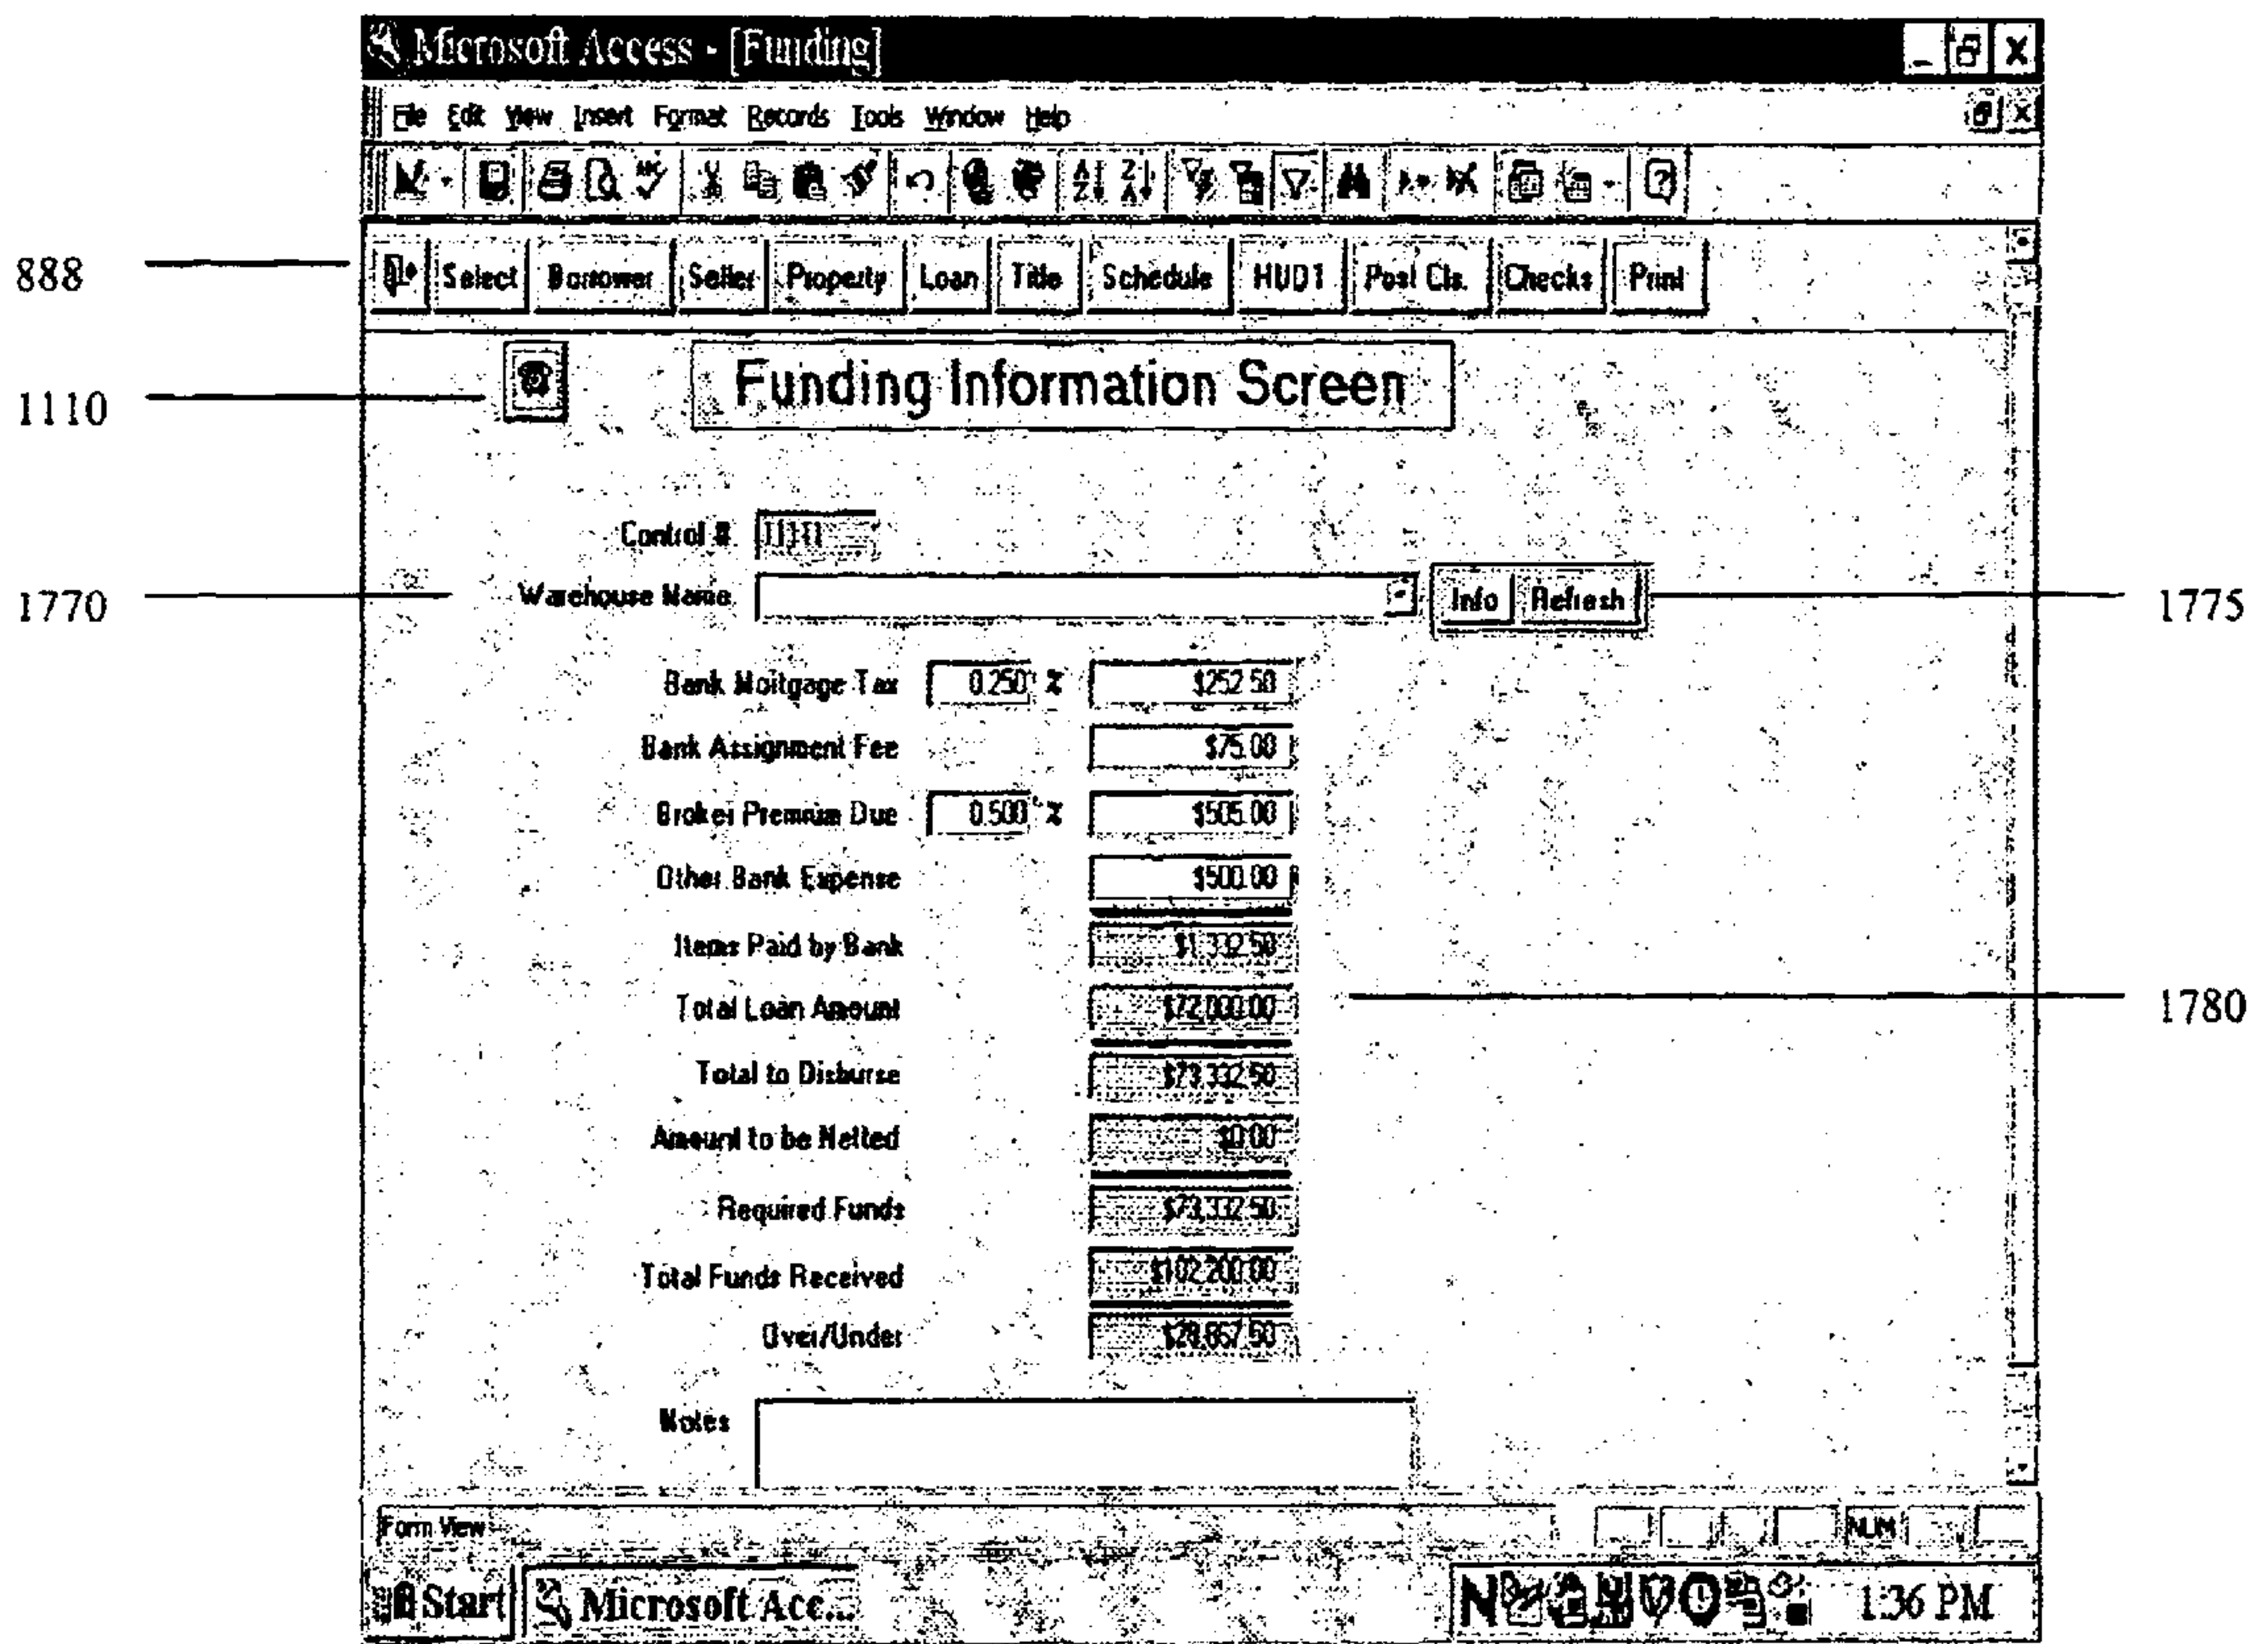 Microsoft Access - [Funding]
File Edit View Insert Format Records Tools Window Help
888 Select Borrower Seller Property Loan Title Schedule HUD1 Post Cls. Checks Print
1110 Funding Information Screen
Control #
1770 Warehouse Name Info Refresh 1775
Bank Mortgage Tax 0.250 % $252.50
Bank Assignment Fee $75.00
Broker Premium Due 0.500 % $505.00
Other Bank Expense $500.00
Items Paid by Bank $1,332.50
Total Loan Amount $72,000.00 1780
Total to Disburse $73,332.50
Amount to be Netted $0.00
Required Funds $73,332.50
Total Funds Received $102,200.00
Over/Under $28,867.50
Notes
Form View NUM
Start Microsoft Acc... 1:36 PM